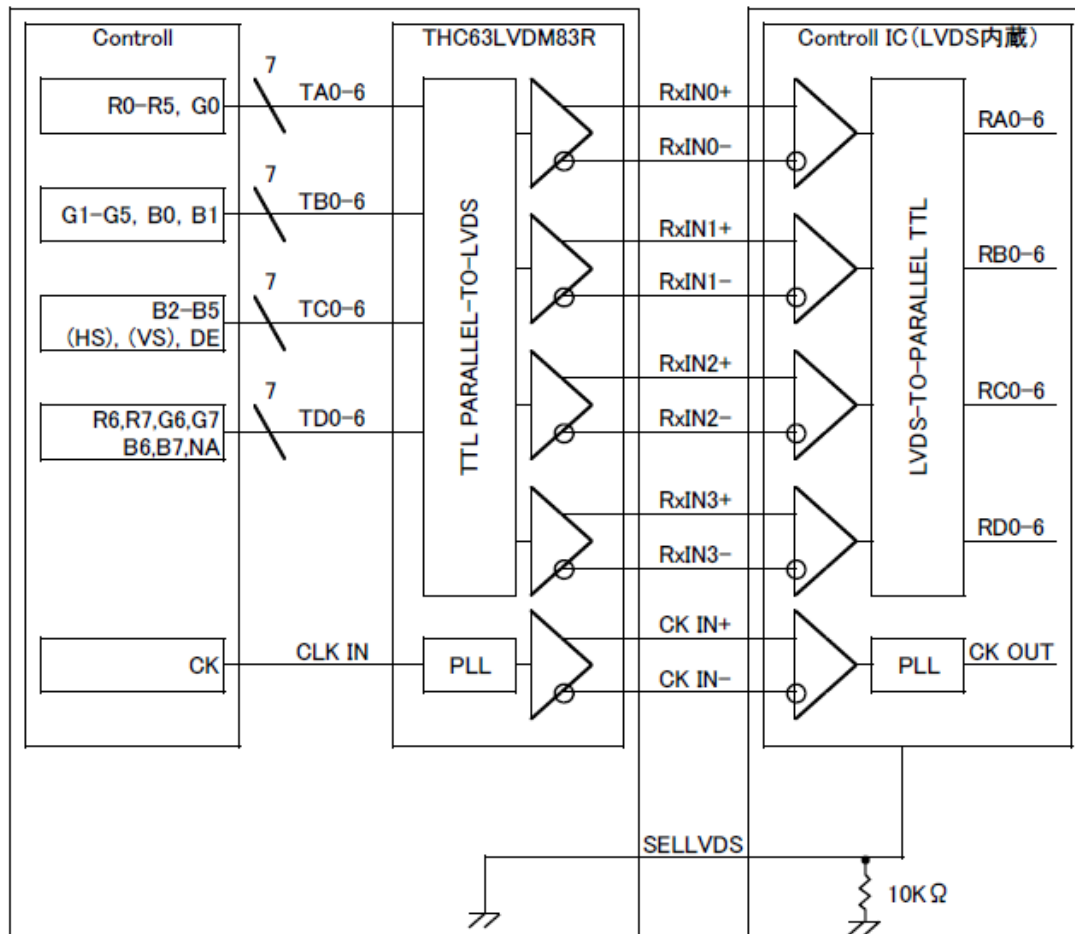 Controll
THC63LVDM83R
Controll IC(LVDS内蔵)
R0-R5, G0
7
TA0-6
G1-G5, B0, B1
7
TB0-6
B2-B5
(HS), (VS), DE
7
TC0-6
R6,R7,G6,G7
B6,B7,NA
7
TD0-6
CK
CLK IN
TTL PARALLEL-TO-LVDS
PLL
RxIN0+
RxIN0-
RxIN1+
RxIN1-
RxIN2+
RxIN2-
RxIN3+
RxIN3-
CK IN+
CK IN-
LVDS-TO-PARALLEL TTL
PLL
RA0-6
RB0-6
RC0-6
RD0-6
CK OUT
SELLVDS
10KΩ